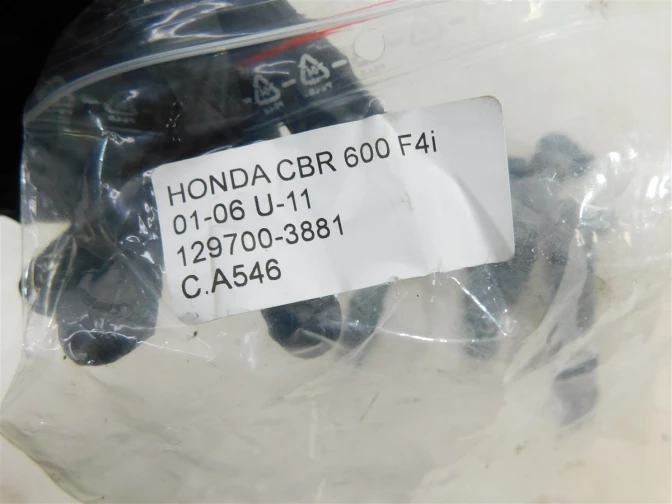 HONDA CBR 600 F4i
01-06 U-11
129700-3881
C.A546